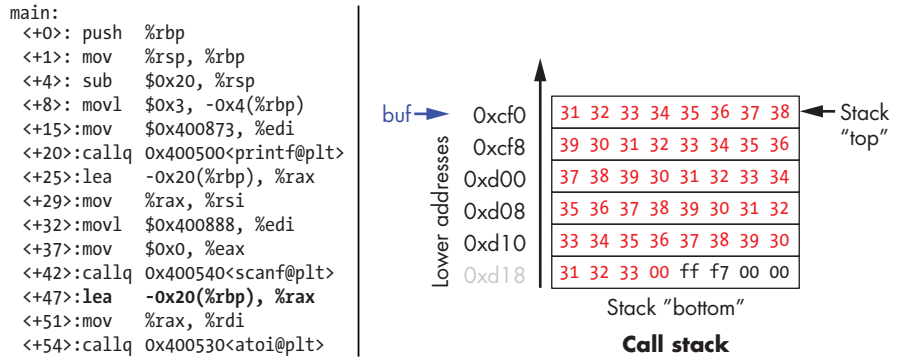 main:
<+0>: push %rbp
<+1>: mov %rsp, %rbp
<+4>: sub $0x20, %rsp
<+8>: movl $0x3, -0x4(%rbp)
<+15>:mov $0x400873, %edi
<+20>:callq 0x400500<printf@plt>
<+25>:lea -0x20(%rbp), %rax
<+29>:mov %rax, %rsi
<+32>:movl $0x400888, %edi
<+37>:mov $0x0, %eax
<+42>:callq 0x400540<scanf@plt>
<+47>:lea -0x20(%rbp), %rax
<+51>:mov %rax, %rdi
<+54>:callq 0x400530<atoi@plt>
Lower addresses
buf 0xcf0 31 32 33 34 35 36 37 38 Stack
"top"
0xcf8 39 30 31 32 33 34 35 36
0xd00 37 38 39 30 31 32 33 34
0xd08 35 36 37 38 39 30 31 32
0xd10 33 34 35 36 37 38 39 30
0xd18 31 32 33 00 ff f7 00 00
Stack "bottom"
Call stack